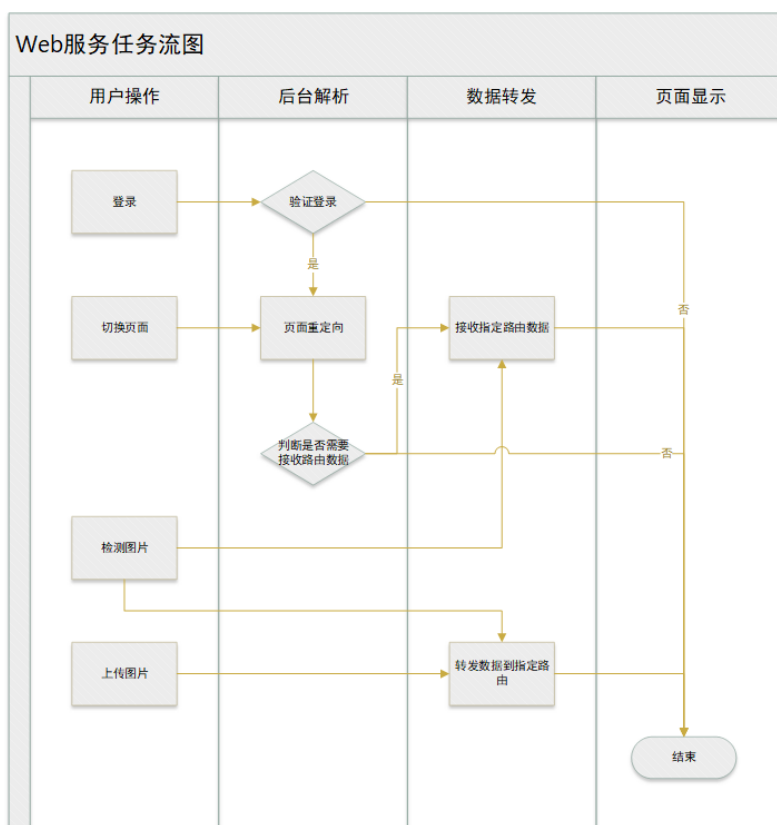 Web服务任务流图
用户操作
后台解析
数据转发
页面显示
登录
验证登录
是
切换页面
页面重定向
接收指定路由数据
否
是
判断是否需要
接收路由数据
否
检测图片
上传图片
转发数据到指定路
由
结束